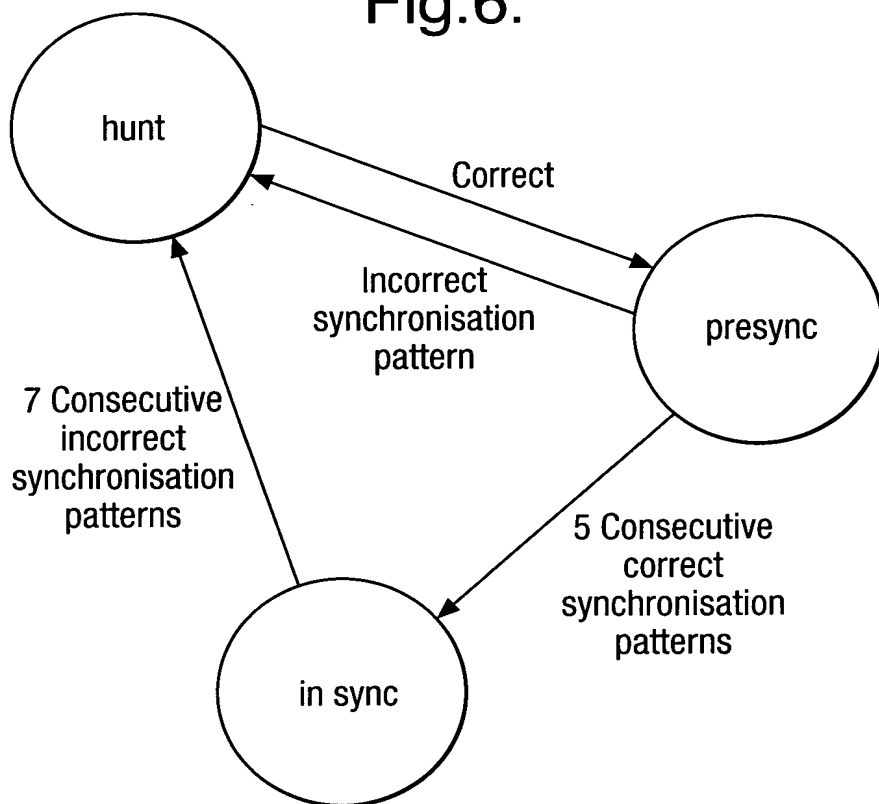 Fig.6.
hunt
Correct
Incorrect
synchronisation
pattern
presync
7 Consecutive
incorrect
synchronisation
patterns
5 Consecutive
correct
synchronisation
patterns
in sync